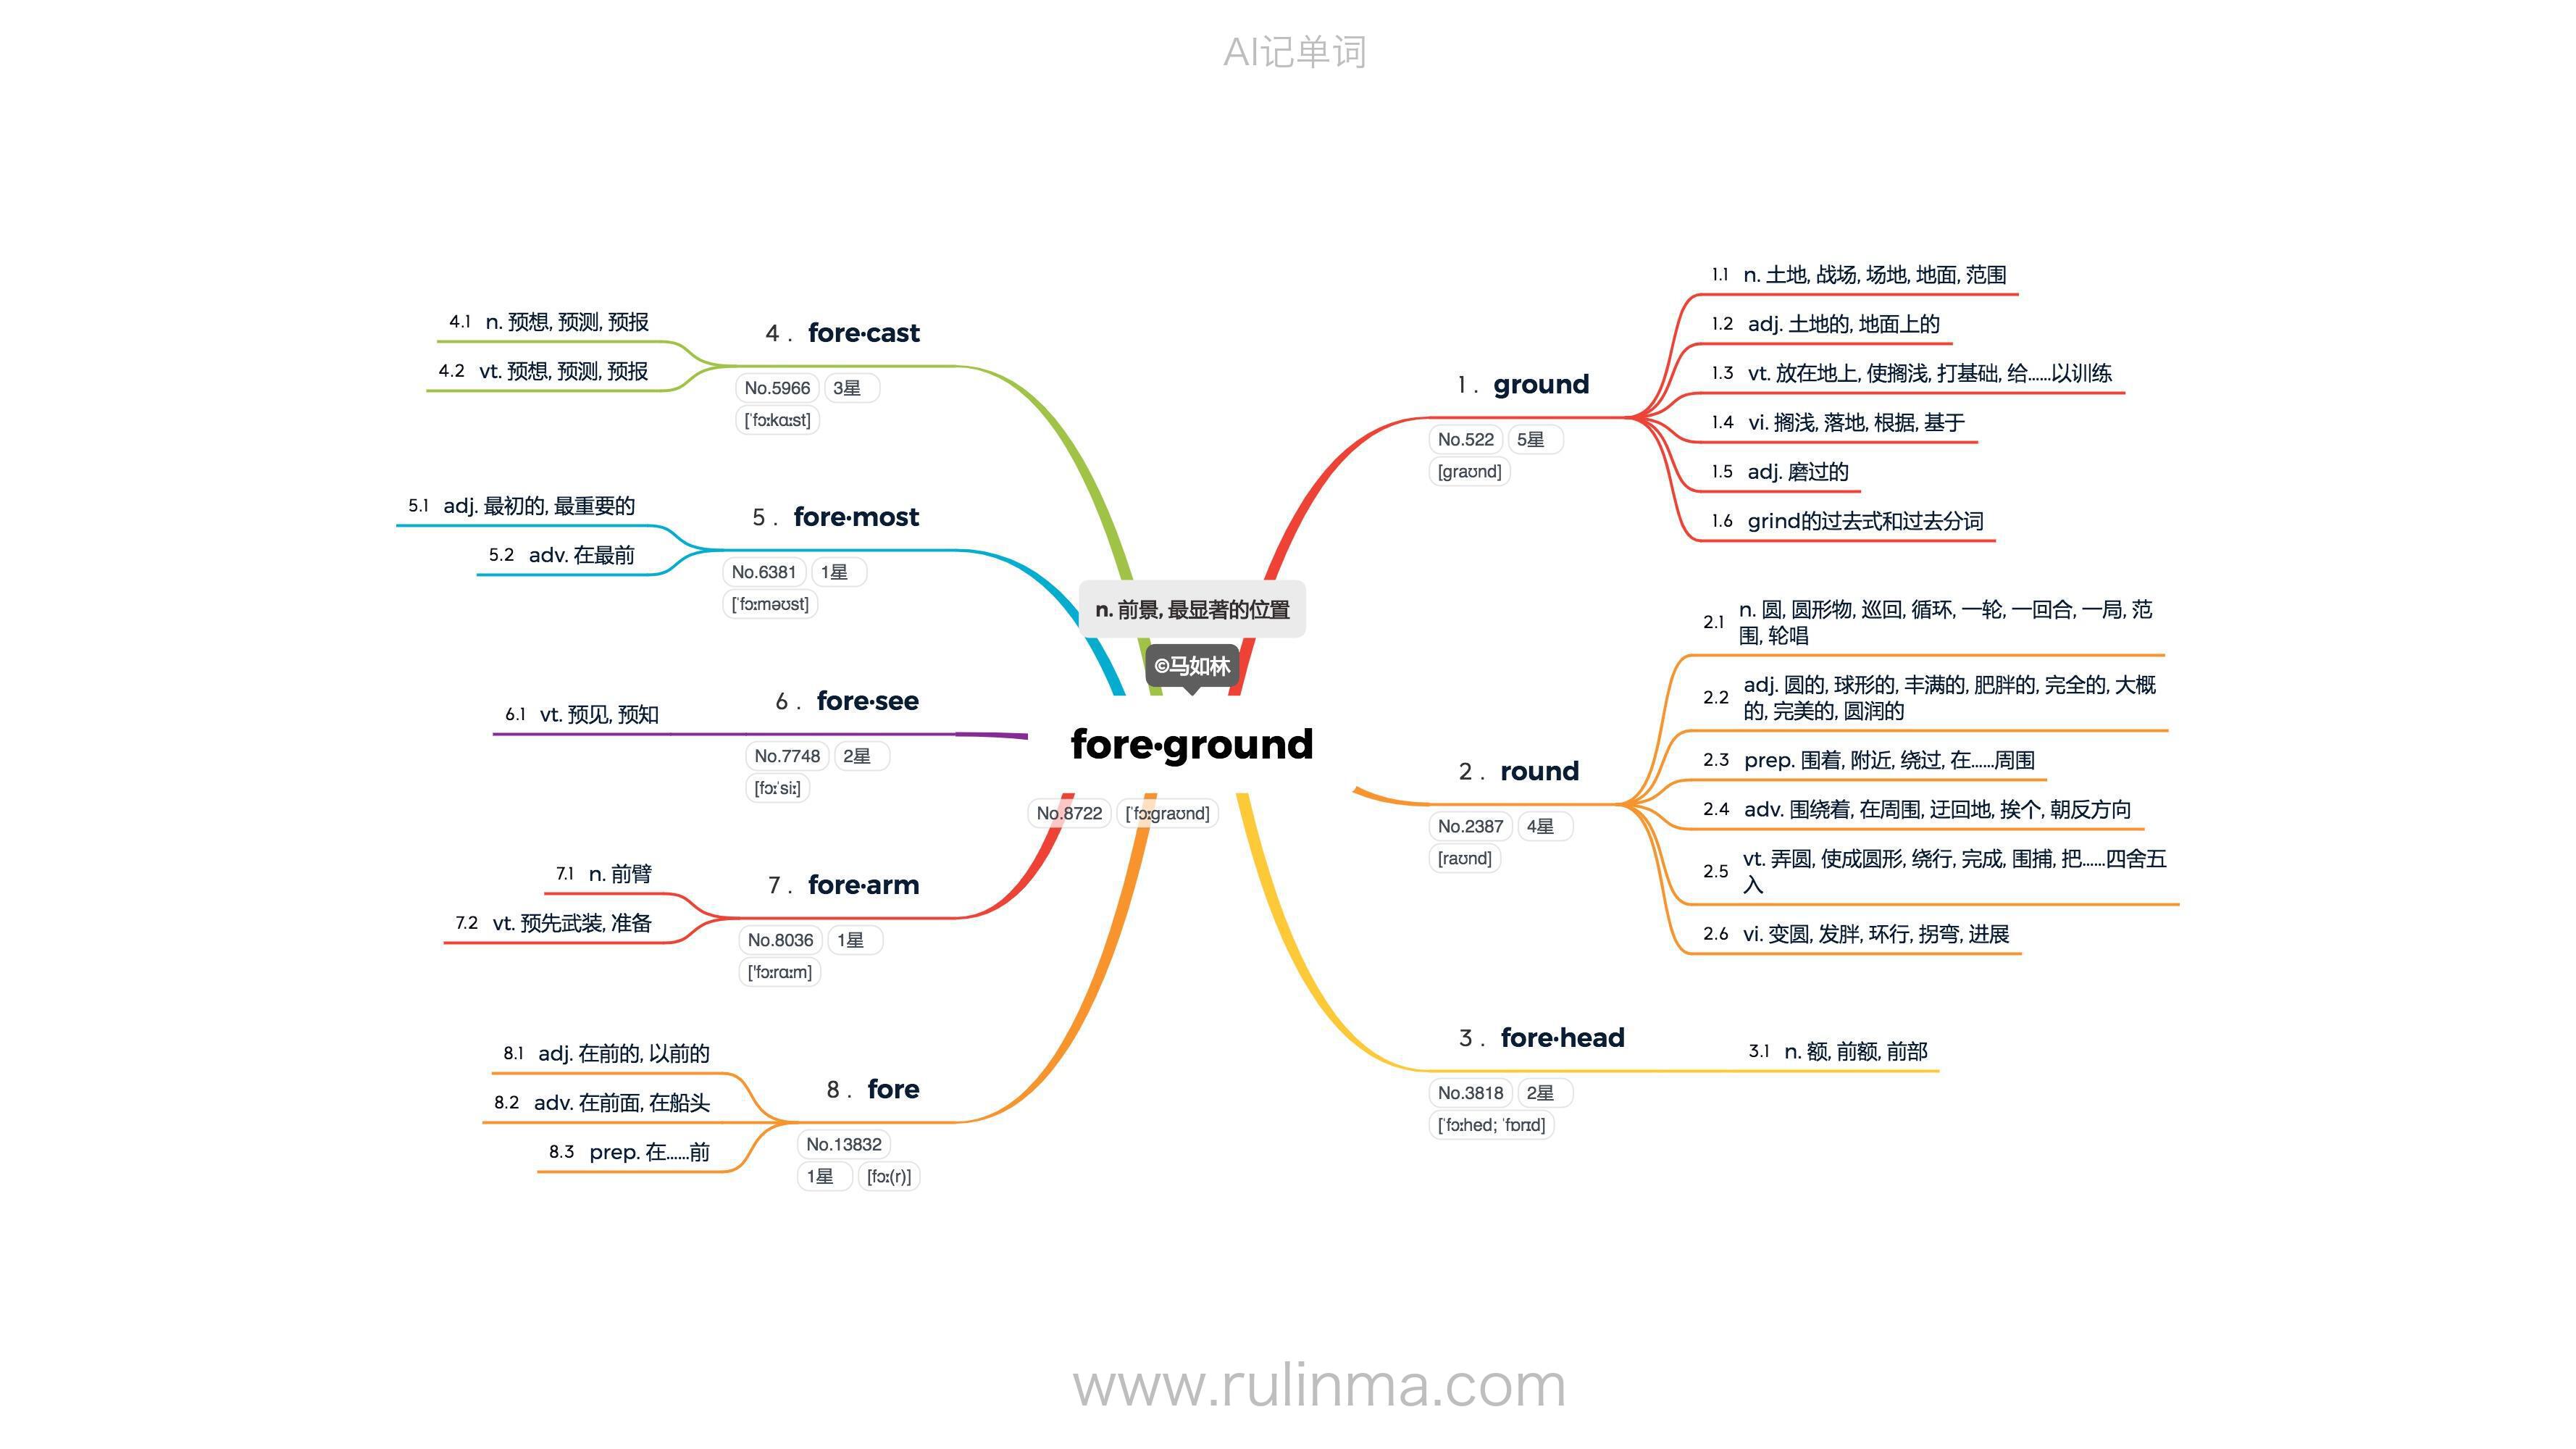 AI记单词
n. 前景, 最显著的位置
©马如林
fore·ground
No.8722 [ˈfɔːɡraʊnd]
1 . ground
No.522 5星
[ɡraʊnd]
1.1 n. 土地, 战场, 场地, 地面, 范围
1.2 adj. 土地的, 地面上的
1.3 vt. 放在地上, 使搁浅, 打基础, 给……以训练
1.4 vi. 搁浅, 落地, 根据, 基于
1.5 adj. 磨过的
1.6 grind的过去式和过去分词
2 . round
No.2387 4星
[raʊnd]
2.1 n. 圆, 圆形物, 巡回, 循环, 一轮, 一回合, 一局, 范
围, 轮唱
2.2 adj. 圆的, 球形的, 丰满的, 肥胖的, 完全的, 大概
的, 完美的, 圆润的
2.3 prep. 围着, 附近, 绕过, 在……周围
2.4 adv. 围绕着, 在周围, 迂回地, 挨个, 朝反方向
2.5 vt. 弄圆, 使成圆形, 绕行, 完成, 围捕, 把……四舍五
入
2.6 vi. 变圆, 发胖, 环行, 拐弯, 进展
3 . fore·head
No.3818 2星
[ˈfɔːhed; ˈfɒrɪd]
3.1 n. 额, 前额, 前部
4 . fore·cast
No.5966 3星
[ˈfɔːkɑːst]
4.1 n. 预想, 预测, 预报
4.2 vt. 预想, 预测, 预报
5 . fore·most
No.6381 1星
[ˈfɔːməʊst]
5.1 adj. 最初的, 最重要的
5.2 adv. 在最前
6 . fore·see
No.7748 2星
[fɔːˈsiː]
6.1 vt. 预见, 预知
7 . fore·arm
No.8036 1星
[ˈfɔːrɑːm]
7.1 n. 前臂
7.2 vt. 预先武装, 准备
8 . fore
No.13832
1星 [fɔː(r)]
8.1 adj. 在前的, 以前的
8.2 adv. 在前面, 在船头
8.3 prep. 在……前
www.rulinma.com